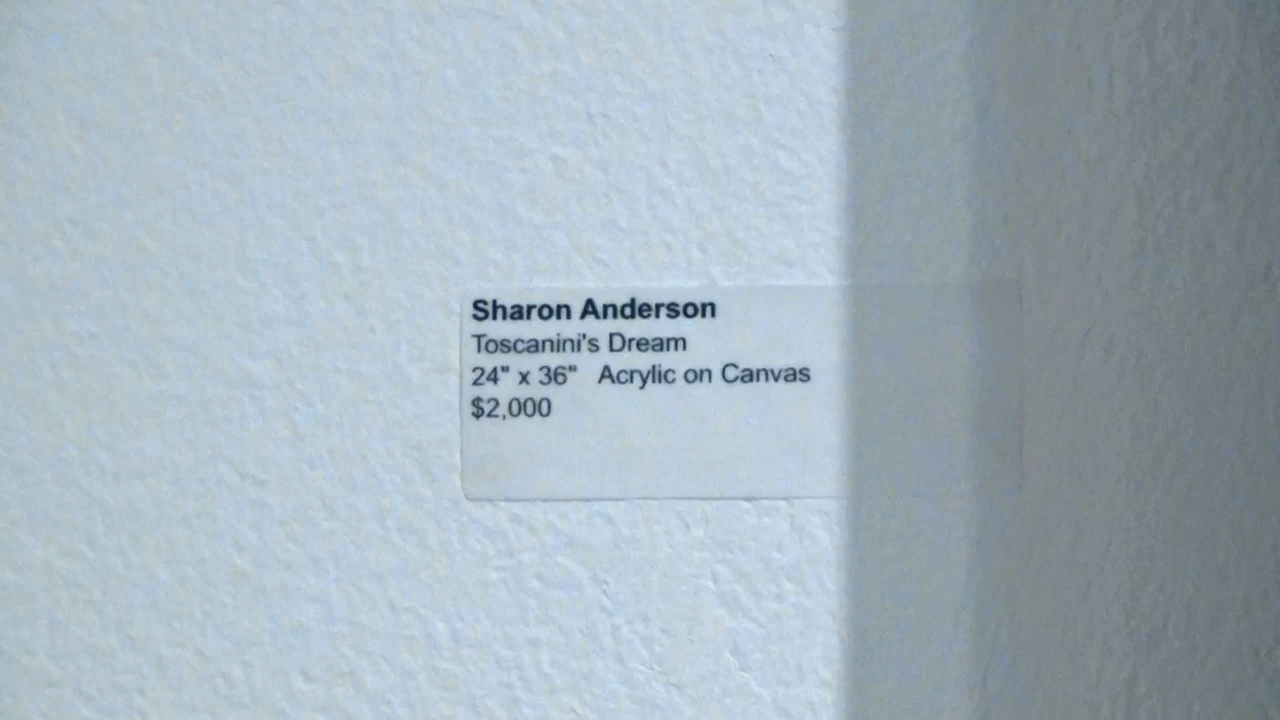 Sharon Anderson
Toscanini's Dream
24" x 36" Acrylic on Canvas
$2,000